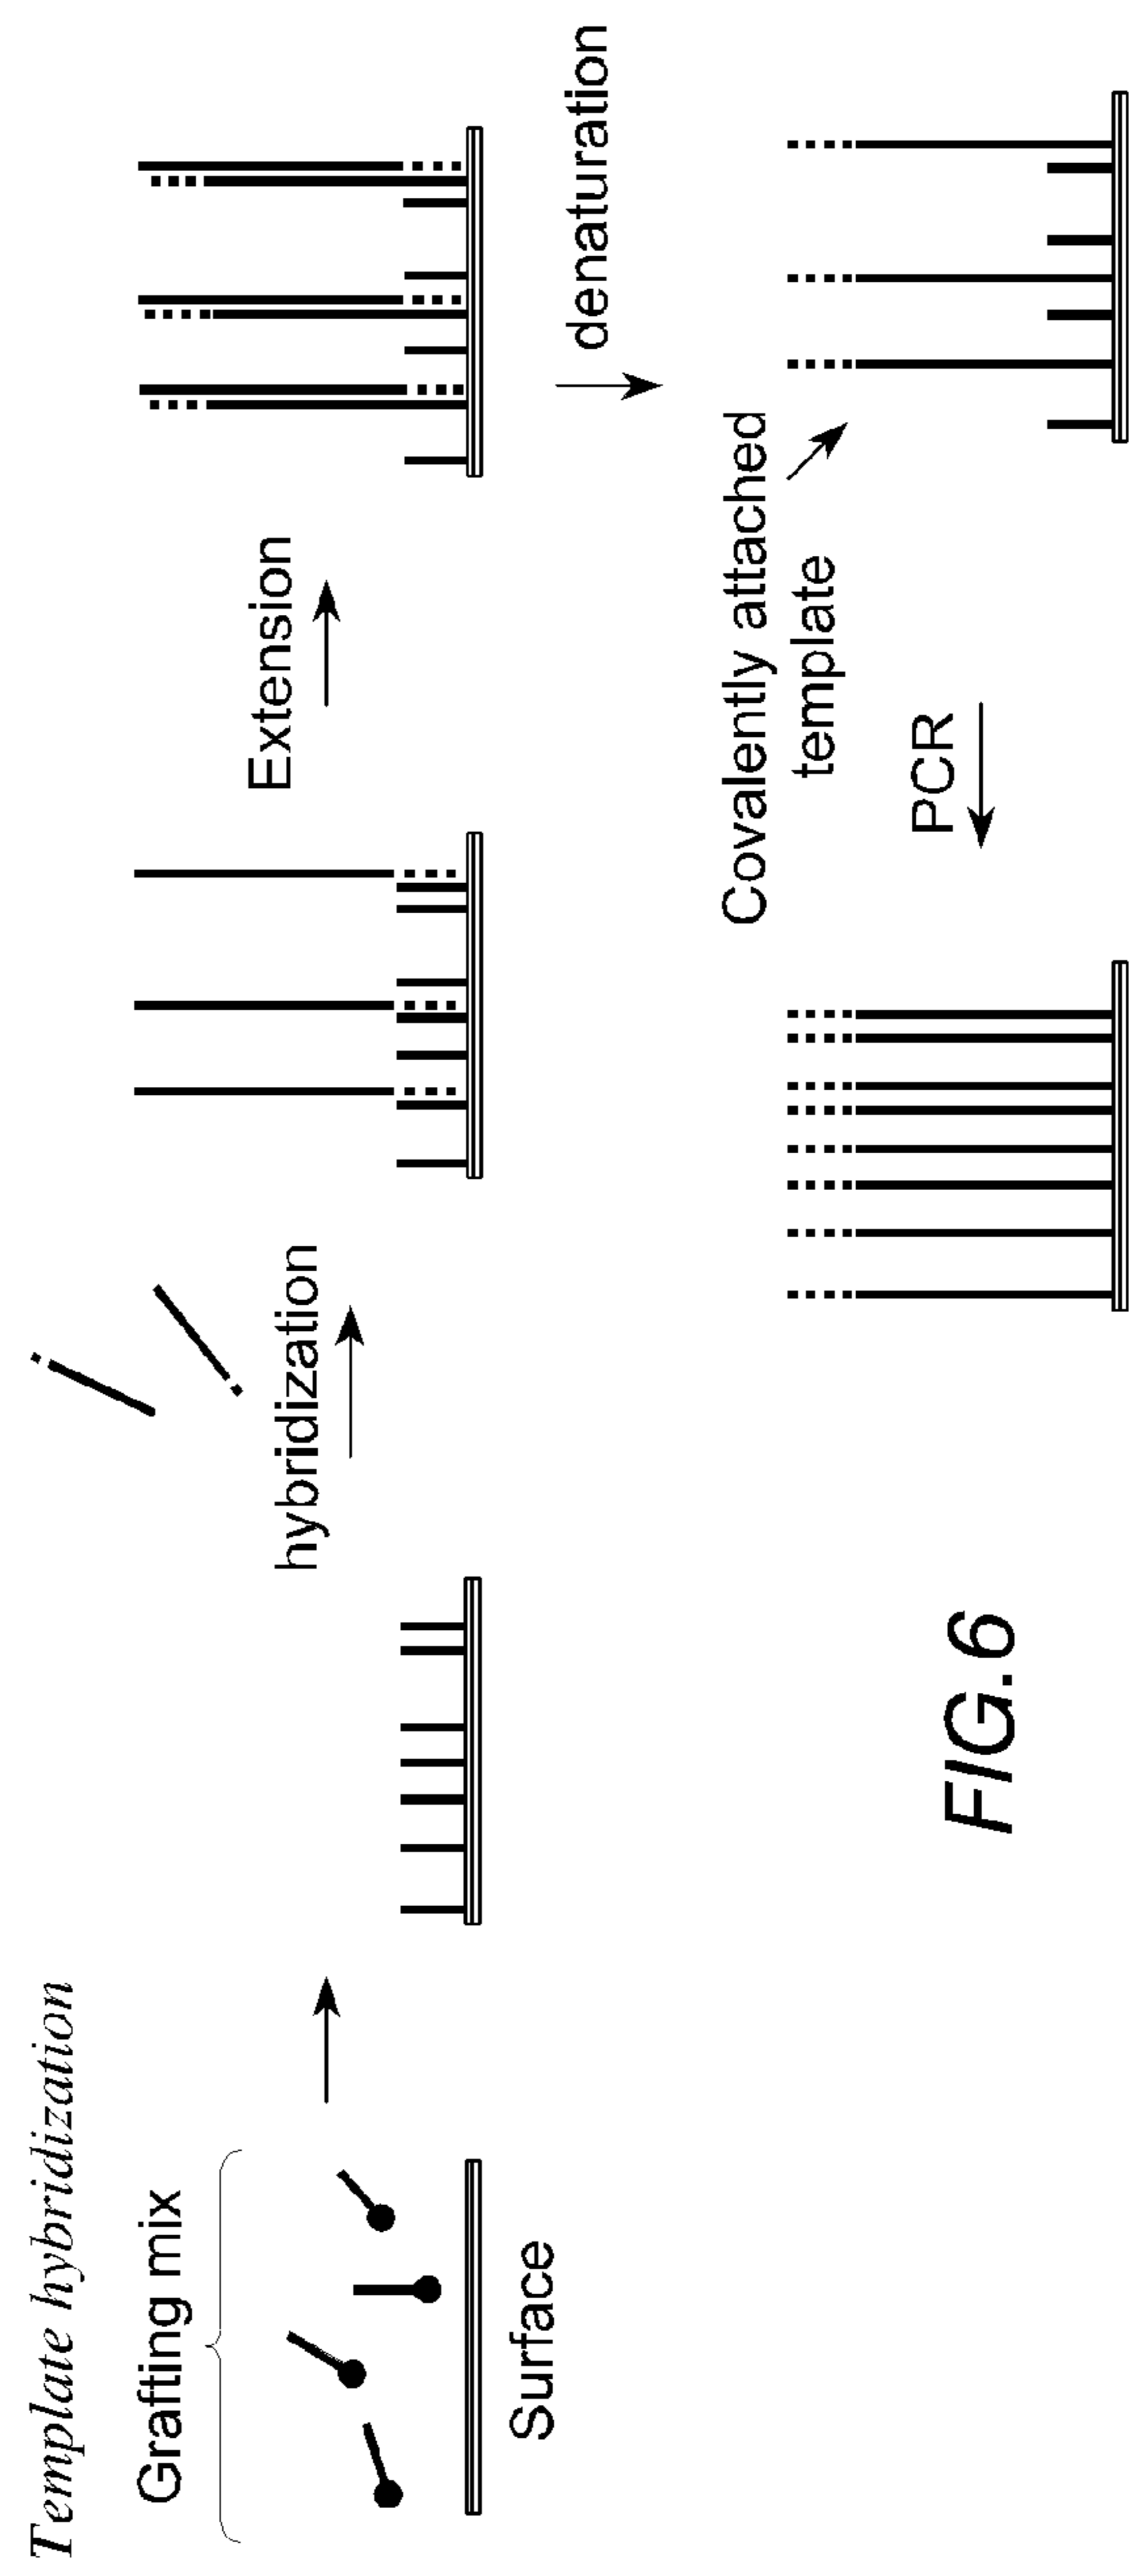 Template hybridization
Grafting mix
Surface
hybridization
Extension
denaturation
Covalently attached
template
PCR
FIG.6